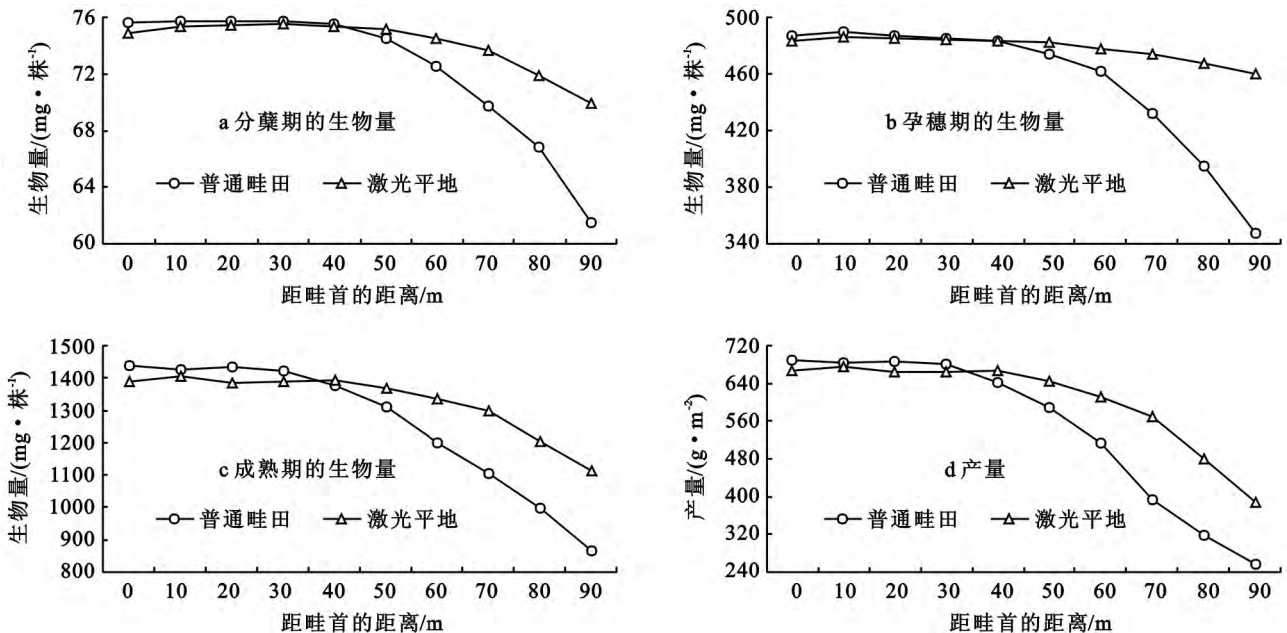 生物量/(mg·株⁻¹)
76
72
68
64
60
a 分蘖期的生物量
普通畦田 激光平地
0 10 20 30 40 50 60 70 80 90
距畦首的距离/m
生物量/(mg·株⁻¹)
500
460
420
380
340
b 孕穗期的生物量
普通畦田 激光平地
0 10 20 30 40 50 60 70 80 90
距畦首的距离/m
生物量/(mg·株⁻¹)
1500
1400
1300
1200
1100
1000
900
800
c 成熟期的生物量
普通畦田 激光平地
0 10 20 30 40 50 60 70 80 90
距畦首的距离/m
产量/(g·m⁻²)
720
640
560
480
400
320
240
d 产量
普通畦田 激光平地
0 10 20 30 40 50 60 70 80 90
距畦首的距离/m